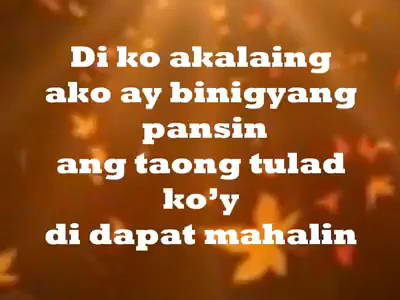 Di ko akalaing
ako ay binigyang
pansin
ang taong tulad
ko’y
di dapat mahalin